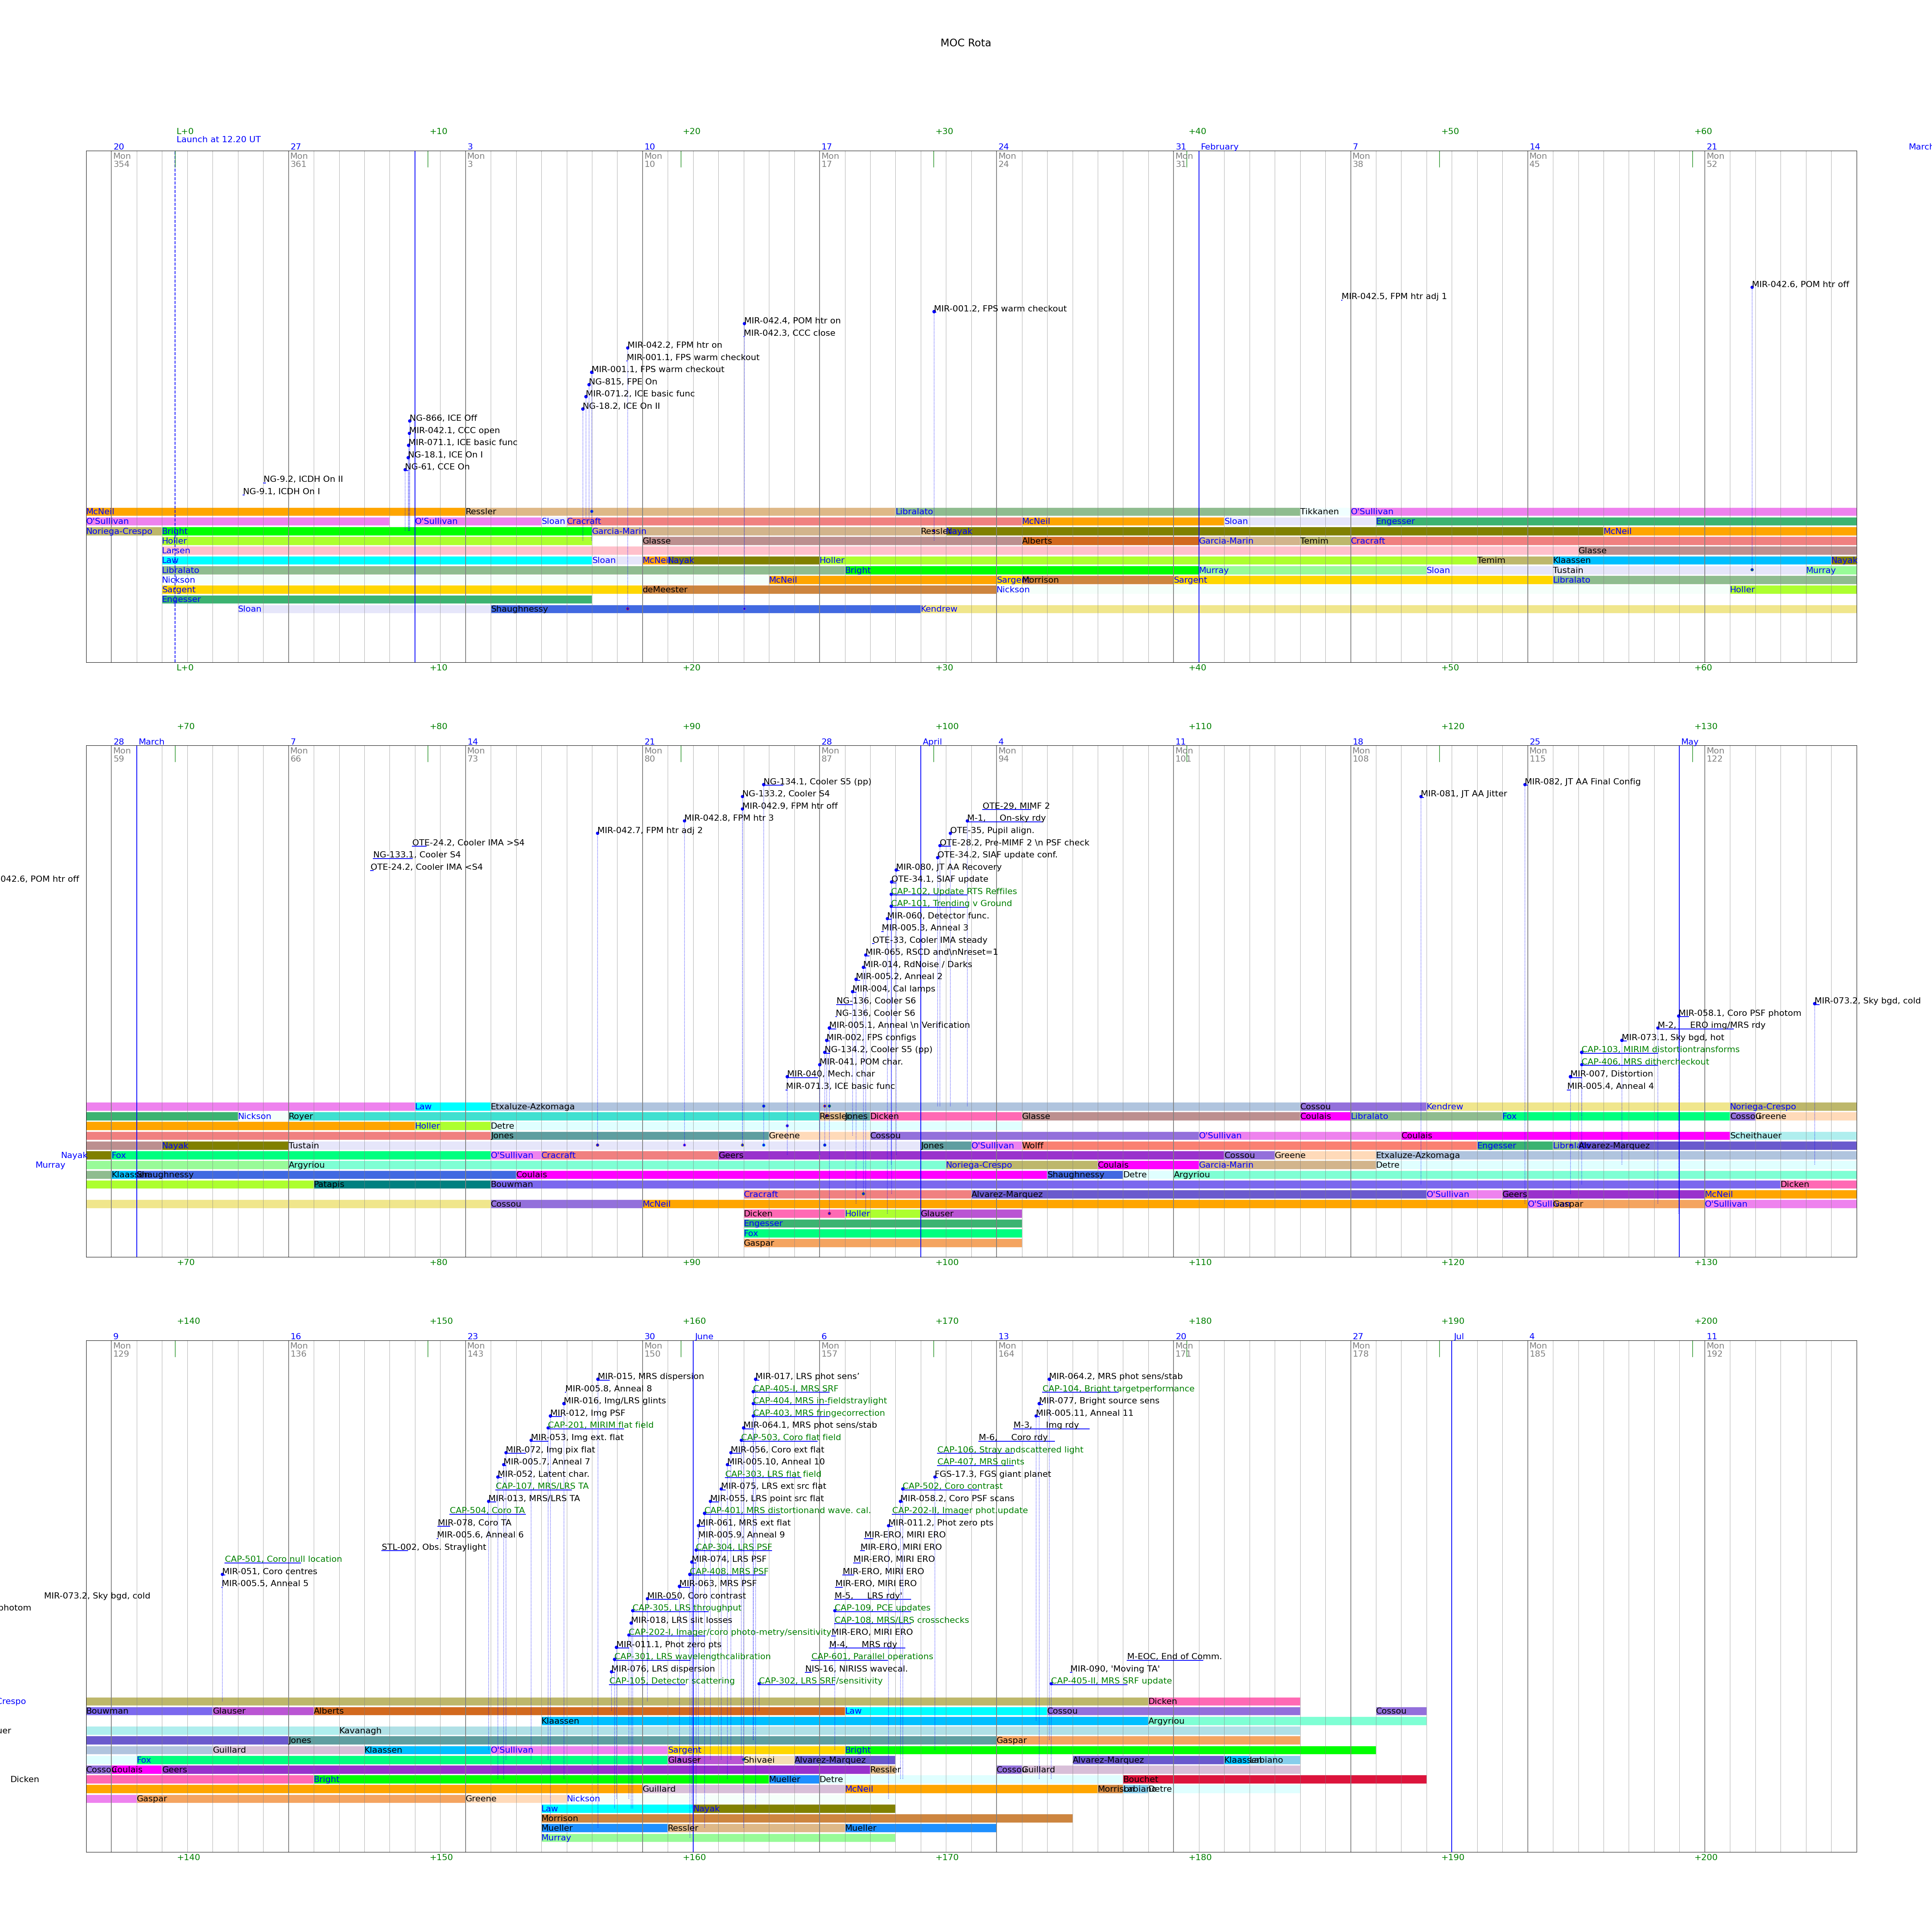 MOC Rota
L+0 +10 +20 +30 +40 +50 +60
Launch at 12.20 UT
20 27 3 10 17 24 31 February 7 14 21
Mon Mon Mon Mon Mon Mon Mon Mon Mon Mon
354 361 3 10 17 24 31 38 45 52
MIR-042.6, POM htr off
MIR-042.5, FPM htr adj 1
MIR-001.2, FPS warm checkout
MIR-042.4, POM htr on
MIR-042.3, CCC close
MIR-042.2, FPM htr on
MIR-001.1, FPS warm checkout
MIR-001.1, FPS warm checkout
NG-815, FPE On
MIR-071.2, ICE basic func
NG-18.2, ICE On II
NG-866, ICE Off
MIR-042.1, CCC open
MIR-071.1, ICE basic func
NG-18.1, ICE On I
NG-61, CCE On
NG-9.2, ICDH On II
NG-9.1, ICDH On I
McNeil Ressler Libralato Tikkanen O'Sullivan
O'Sullivan O'Sullivan Sloan Cracraft McNeil Sloan Engesser
Noriega-Crespo Bright Garcia-Marin Nayak McNeil
Holler Glasse Alberts Garcia-Marin Temim Cracraft
Larsen Glasse
Law Sloan Nayak Holler Temim Klaassen Nayak
Libralato Bright Murray Sloan Tustain Murray
Nickson McNeil Morrison Sargent Libralato
Sargent deMeester Nickson Holler
Engesser
Sloan Shaughnessy Kendrew
L+0 +10 +20 +30 +40 +50 +60
+70 +80 +90 +100 +110 +120 +130
28 March 7 14 21 28 April 4 11 18 25 May
Mon Mon Mon Mon Mon Mon Mon Mon Mon Mon
59 66 73 80 87 94 101 108 115 122
NG-134.1, Cooler S5 (pp) MIR-082, JT AA Final Config
NG-133.2, Cooler S4 MIR-081, JT AA Jitter
MIR-042.9, FPM htr off OTE-29, MIMF 2
MIR-042.8, FPM htr 3 M-1, On-sky rdy
MIR-042.7, FPM htr adj 2 OTE-35, Pupil align.
OTE-24.2, Cooler IMA >S4 OTE-28.2, Pre-MIMF 2 \n PSF check
NG-133.1, Cooler S4 OTE-34.2, SIAF update conf.
OTE-24.2, Cooler IMA <S4 MIR-080, JT AA Recovery
042.6, POM htr off OTE-34.1, SIAF update
CAP-102, Update RTS Reffiles
CAP-101, Trending v Ground
MIR-060, Detector func.
MIR-005.3, Anneal 3
OTE-33, Cooler IMA steady
MIR-065, RSCD and\nNreset=1
MIR-014, RdNoise / Darks
MIR-005.2, Anneal 2
MIR-004, Cal lamps
NG-136, Cooler S6 MIR-073.2, Sky bgd, cold
NG-136, Cooler S6 MIR-058.1, Coro PSF photom
MIR-005.1, Anneal \n Verification M-2, ERO img/MRS rdy
MIR-002, FPS configs MIR-073.1, Sky bgd, hot
NG-134.2, Cooler S5 (pp) CAP-103, MIRIM distortiontransforms
MIR-041, POM char. CAP-406, MRS dithercheckout
MIR-040, Mech. char MIR-007, Distortion
MIR-071.3, ICE basic func MIR-005.4, Anneal 4
Law Etxaluze-Azkomaga Cossou Kendrew Noriega-Crespo
Nickson Royer Jones Dicken Glasse Coulais Libralato Fox Greene
Holler Detre
Jones Greene Cossou O'Sullivan Coulais Scheithauer
Nayak Tustain Jones O'Sullivan Wolff Engesser Alvarez-Marquez
Nayak Fox O'Sullivan Cracraft Geers Cossou Greene Etxaluze-Azkomaga
Murray Argyriou Noriega-Crespo Coulais Garcia-Marin Detre
Shaughnessy Coulais Shaughnessy Detre Argyriou
Patapis Bouwman Dicken
Cracraft Alvarez-Marquez O'Sullivan Geers McNeil
Cossou McNeil Gaspar O'Sullivan
Dicken Holler Glauser
Engesser
Fox
Gaspar
+70 +80 +90 +100 +110 +120 +130
+140 +150 +160 +170 +180 +190 +200
9 16 23 30 June 6 13 20 27 Jul 4 11
Mon Mon Mon Mon Mon Mon Mon Mon Mon Mon
129 136 143 150 157 164 171 178 185 192
MIR-015, MRS dispersion MIR-017, LRS phot sens' MIR-064.2, MRS phot sens/stab
MIR-005.8, Anneal 8 CAP-405-I, MRS SRF CAP-104, Bright targetperformance
MIR-016, Img/LRS glints CAP-404, MRS in-fieldstraylight MIR-077, Bright source sens
MIR-012, Img PSF CAP-403, MRS fringecorrection MIR-005.11, Anneal 11
CAP-201, MIRIM flat field MIR-064.1, MRS phot sens/stab M-3, Img rdy
MIR-053, Img ext. flat CAP-503, Coro flat field M-6, Coro rdy
MIR-072, Img pix flat MIR-056, Coro ext flat CAP-106, Stray andscattered light
MIR-005.7, Anneal 7 MIR-005.10, Anneal 10 CAP-407, MRS glints
MIR-052, Latent char. CAP-303, LRS flat field FGS-17.3, FGS giant planet
CAP-107, MRS/LRS TA MIR-075, LRS ext src flat CAP-502, Coro contrast
MIR-013, MRS/LRS TA MIR-055, LRS point src flat MIR-058.2, Coro PSF scans
CAP-504, Coro TA CAP-401, MRS distortionand wave. cal. CAP-202-II, Imager phot update
MIR-078, Coro TA MIR-061, MRS ext flat MIR-011.2, Phot zero pts
MIR-005.6, Anneal 6 MIR-005.9, Anneal 9 MIR-ERO, MIRI ERO
STL-002, Obs. Straylight CAP-304, LRS PSF MIR-ERO, MIRI ERO
CAP-501, Coro null location MIR-074, LRS PSF MIR-ERO, MIRI ERO
MIR-051, Coro centres CAP-408, MRS PSF MIR-ERO, MIRI ERO
MIR-005.5, Anneal 5 MIR-063, MRS PSF MIR-ERO, MIRI ERO
MIR-073.2, Sky bgd, cold MIR-050, Coro contrast M-5, LRS rdy'
photom CAP-305, LRS throughput CAP-109, PCE updates
MIR-018, LRS slit losses CAP-108, MRS/LRS crosschecks
CAP-202-I, Imager/coro photo-metry/sensitivity MIR-ERO, MIRI ERO
MIR-011.1, Phot zero pts M-4, MRS rdy
CAP-301, LRS wavelengthcalibration CAP-601, Parallel operations M-EOC, End of Comm.
MIR-076, LRS dispersion NIS-16, NIRISS wavecal. MIR-090, 'Moving TA'
CAP-105, Detector scattering CAP-302, LRS SRF/sensitivity CAP-405-II, MRS SRF update
Crespo Dicken
Bouwman Glauser Alberts Law Cossou Cossou
Klaassen Argyriou
uer Kavanagh
Jones Gaspar
Guillard Klaassen O'Sullivan Sargent Bright
Fox Glauser Shivaei Alvarez-Marquez Alvarez-Marquez Labiano
Coulais Geers Ressler Guillard
Dicken Bright Mueller Detre Bouchet
Guillard McNeil Morrison Detre
Gaspar Greene Nickson
Law Nayak
Morrison
Mueller Ressler Mueller
Murray
+140 +150 +160 +170 +180 +190 +200